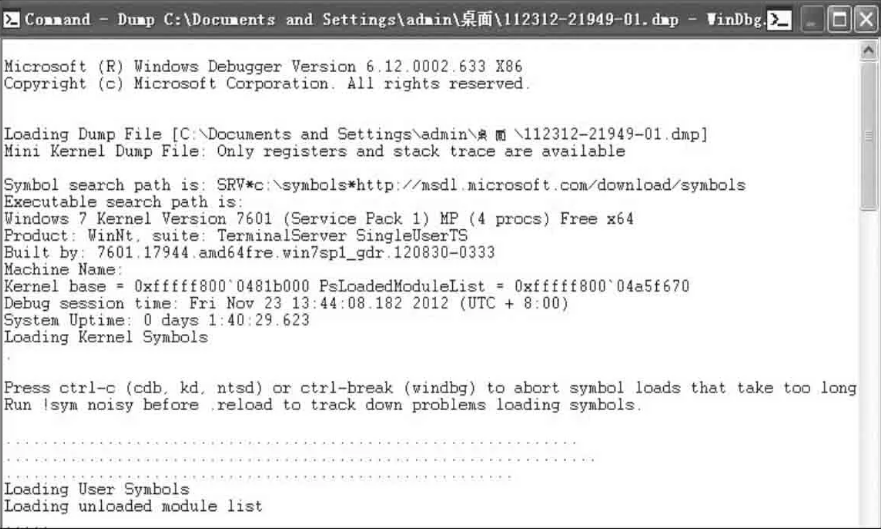 Command - Dump C:\Documents and Settings\admin\桌面\112312-21949-01.dmp - WinDbg.
Microsoft (R) Windows Debugger Version 6.12.0002.633 X86
Copyright (c) Microsoft Corporation. All rights reserved.
Loading Dump File [C:\Documents and Settings\admin\桌面\112312-21949-01.dmp]
Mini Kernel Dump File: Only registers and stack trace are available
Symbol search path is: SRV*c:\symbols*http://msdl.microsoft.com/download/symbols
Executable search path is:
Windows 7 Kernel Version 7601 (Service Pack 1) MP (4 procs) Free x64
Product: WinNt, suite: TerminalServer SingleUserTS
Built by: 7601.17944.amd64fre.win7sp1_gdr.120830-0333
Machine Name:
Kernel base = 0xfffff800`0481b000 PsLoadedModuleList = 0xfffff800`04a5f670
Debug session time: Fri Nov 23 13:44:08.182 2012 (UTC + 8:00)
System Uptime: 0 days 1:40:29.623
Loading Kernel Symbols
.
Press ctrl-c (cdb, kd, ntsd) or ctrl-break (windbg) to abort symbol loads that take too long
Run !sym noisy before .reload to track down problems loading symbols.
...............................................................
................................................................
.......................................................
Loading User Symbols
Loading unloaded module list
.....